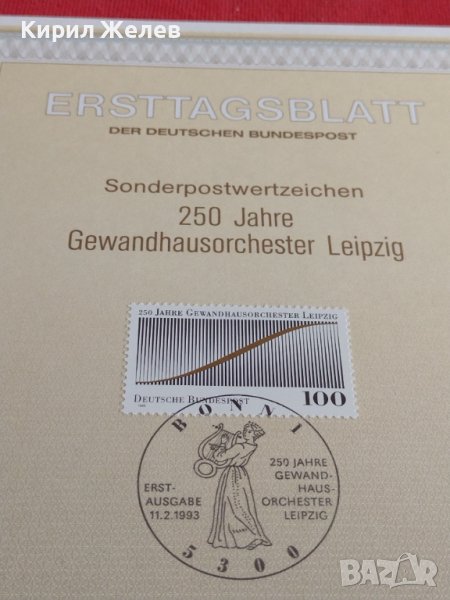 Кирил Желев
ERSTTAGSBLATT
DER DEUTSCHEN BUNDESPOST
Sonderpostwertzeichen
250 Jahre
Gewandhausorchester Leipzig
250 JAHRE GEWANDHAUSORCHESTER LEIPZIG
DEUTSCHE BUNDESPOST 100
BONN 1
ERST-
AUSGABE
11.2.1993
250 JAHRE
GEWAND-
HAUS-
ORCHESTER
LEIPZIG
5300
BAZAR